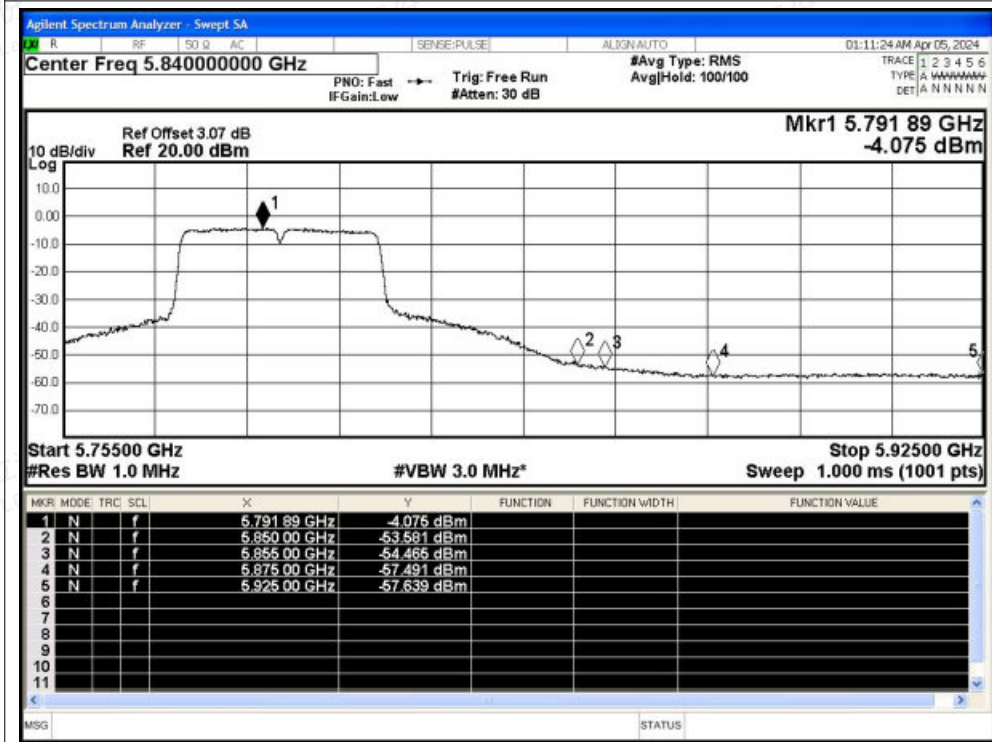 Agilent Spectrum Analyzer - Swept SA
R RF 50 Ω AC SENSE:PULSE ALIGN AUTO 01:11:24 AM Apr 05, 2024
Center Freq 5.840000000 GHz
PNO: Fast
IFGain:Low
Trig: Free Run
#Atten: 30 dB
#Avg Type: RMS
Avg|Hold: 100/100
TRACE 1 2 3 4 5 6
TYPE A
DET A N N N N N
Mkr1 5.791 89 GHz
-4.075 dBm
Ref Offset 3.07 dB
10 dB/div Ref 20.00 dBm
Log
10.0
0.00
-10.0
-20.0
-30.0
-40.0
-50.0
-60.0
-70.0
1
2
3
4
5
Start 5.75500 GHz Stop 5.92500 GHz
#Res BW 1.0 MHz #VBW 3.0 MHz* Sweep 1.000 ms (1001 pts)
MKR MODE TRC SCL X Y FUNCTION FUNCTION WIDTH FUNCTION VALUE
1 N f 5.791 89 GHz -4.075 dBm
2 N f 5.850 00 GHz -53.581 dBm
3 N f 5.855 00 GHz -54.465 dBm
4 N f 5.875 00 GHz -57.491 dBm
5 N f 5.925 00 GHz -57.639 dBm
6
7
8
9
10
11
MSG STATUS